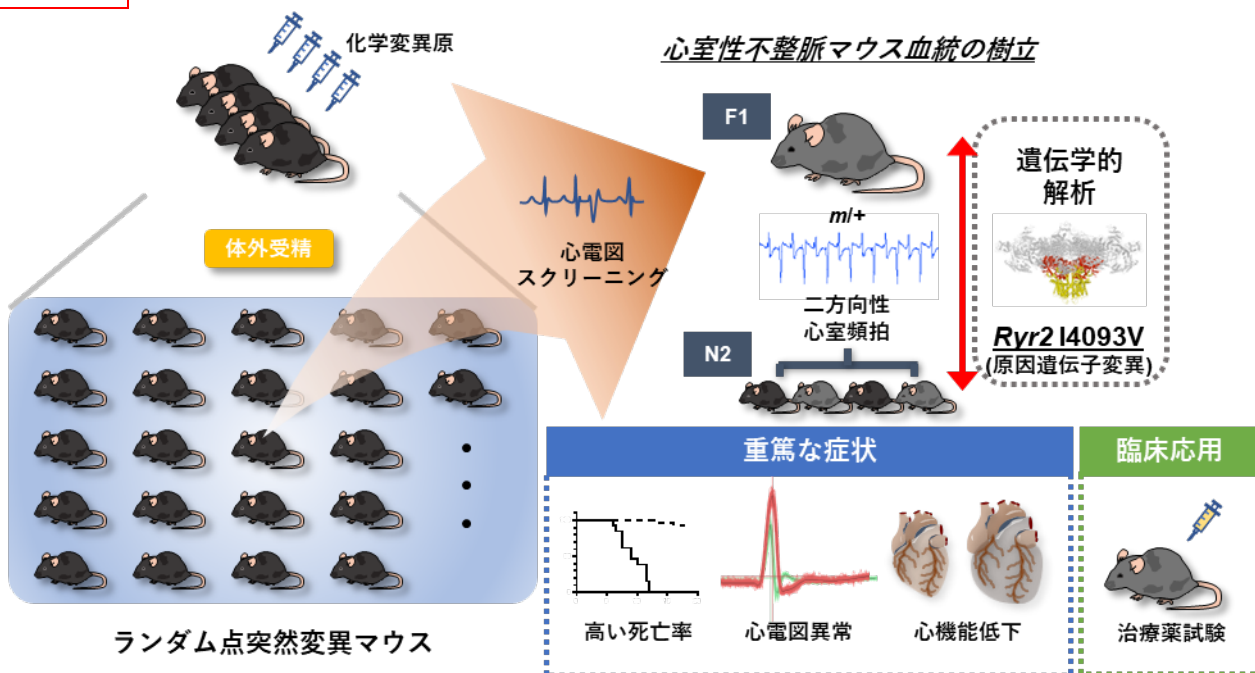 化学変異原
体外受精
ランダム点突然変異マウス
心電図
スクリーニング
心室性不整脈マウス血統の樹立
F1
m/+
二方向性
心室頻拍
N2
遺伝学的
解析
Ryr2 I4093V
(原因遺伝子変異)
重篤な症状
高い死亡率
心電図異常
心機能低下
臨床応用
治療薬試験